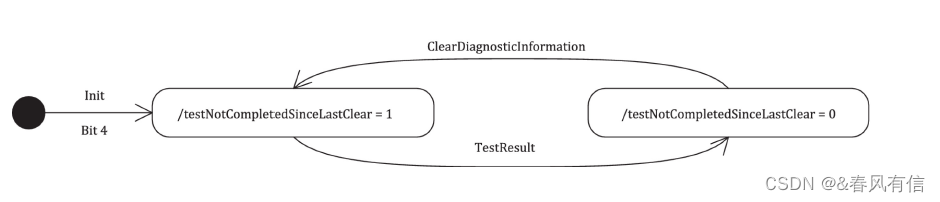 ClearDiagnosticInformation
Init
Bit 4
/testNotCompletedSinceLastClear = 1
/testNotCompletedSinceLastClear = 0
TestResult
CSDN @&春风有信